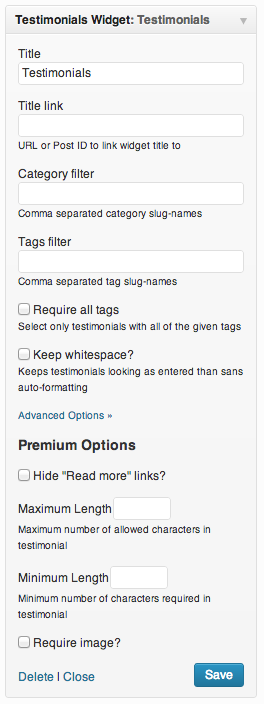 Testimonials Widget: Testimonials
Title
Testimonials
Title link
URL or Post ID to link widget title to
Category filter
Comma separated category slug-names
Tags filter
Comma separated tag slug-names
Require all tags
Select only testimonials with all of the given tags
Keep whitespace?
Keeps testimonials looking as entered than sans
auto-formatting
Advanced Options »
Premium Options
Hide "Read more" links?
Maximum Length
Maximum number of allowed characters in
testimonial
Minimum Length
Minimum number of characters required in
testimonial
Require image?
Delete | Close Save